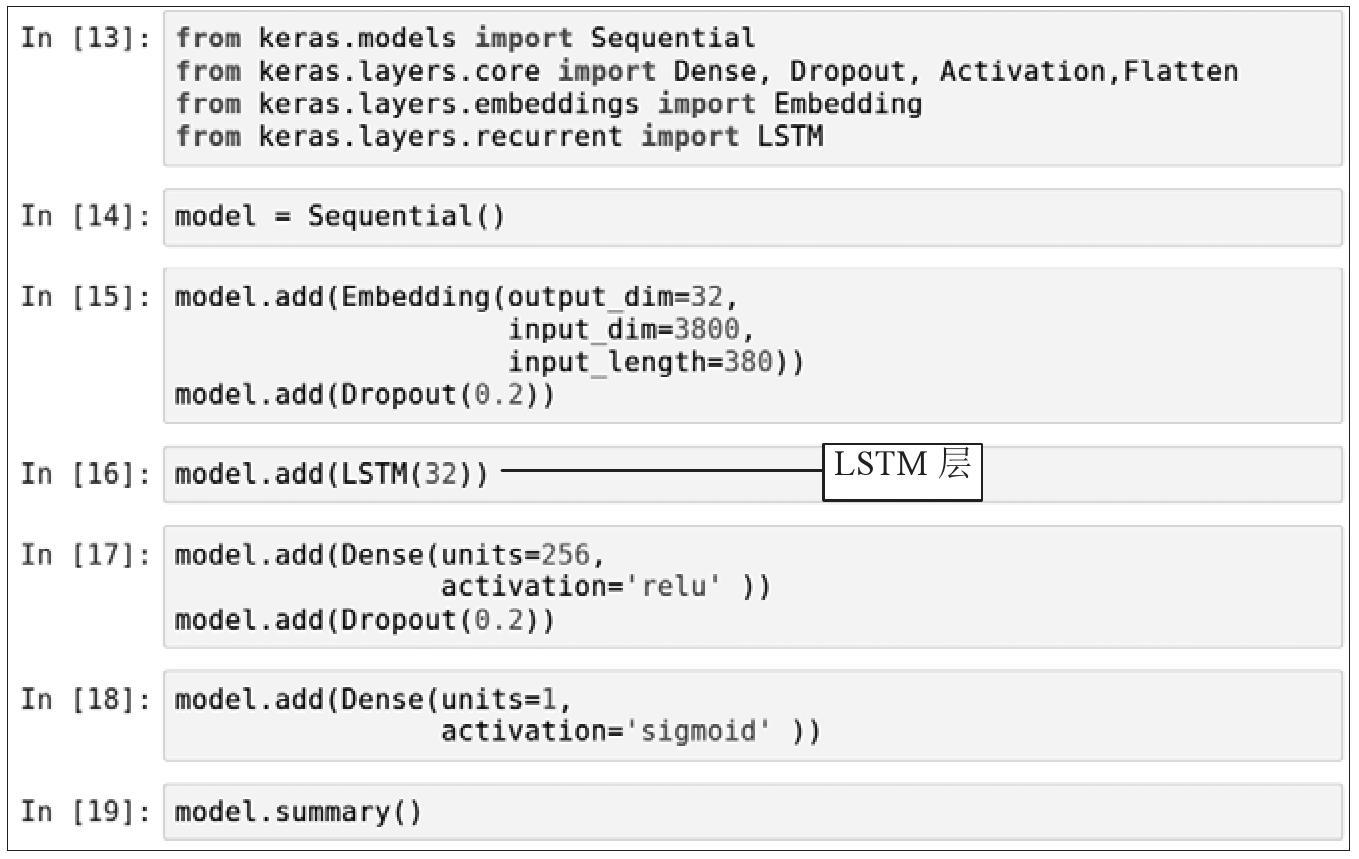 In [13]: from keras.models import Sequential
from keras.layers.core import Dense, Dropout, Activation,Flatten
from keras.layers.embeddings import Embedding
from keras.layers.recurrent import LSTM
In [14]: model = Sequential()
In [15]: model.add(Embedding(output_dim=32,
input_dim=3800,
input_length=380))
model.add(Dropout(0.2))
In [16]: model.add(LSTM(32)) LSTM 层
In [17]: model.add(Dense(units=256,
activation='relu' ))
model.add(Dropout(0.2))
In [18]: model.add(Dense(units=1,
activation='sigmoid' ))
In [19]: model.summary()